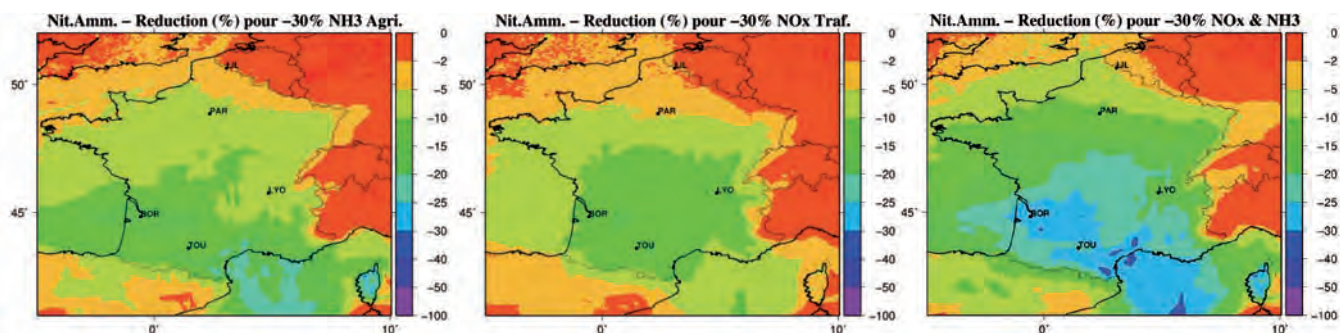 Nit.Amm. – Reduction (%) pour –30% NH3 Agri.
50'
45'
0'
10'
LIL
PAR
LYO
BOR
TOU
0
–2
–5
–10
–15
–20
–25
–30
–40
–50
–100
Nit.Amm. – Reduction (%) pour –30% NOx Traf.
0'
10'
LIL
PAR
LYO
BOR
TOU
0
–2
–5
–10
–15
–20
–25
–30
–40
–50
–100
Nit.Amm. – Reduction (%) pour –30% NOx & NH3
50'
45'
0'
10'
LIL
PAR
LYO
BOR
TOU
0
–2
–5
–10
–15
–20
–25
–30
–40
–50
–100